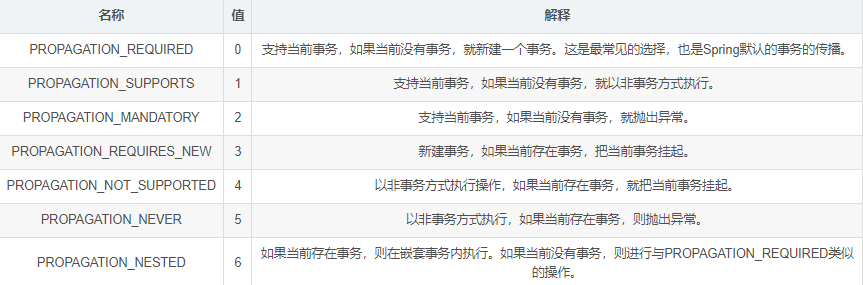 名称 值 解释
PROPAGATION_REQUIRED 0 支持当前事务，如果当前没有事务，就新建一个事务。这是最常见的选择，也是Spring默认的事务的传播。
PROPAGATION_SUPPORTS 1 支持当前事务，如果当前没有事务，就以非事务方式执行。
PROPAGATION_MANDATORY 2 支持当前事务，如果当前没有事务，就抛出异常。
PROPAGATION_REQUIRES_NEW 3 新建事务，如果当前存在事务，把当前事务挂起。
PROPAGATION_NOT_SUPPORTED 4 以非事务方式执行操作，如果当前存在事务，就把当前事务挂起。
PROPAGATION_NEVER 5 以非事务方式执行，如果当前存在事务，则抛出异常。
PROPAGATION_NESTED 6 如果当前存在事务，则在嵌套事务内执行。如果当前没有事务，则进行与PROPAGATION_REQUIRED类似
的操作。